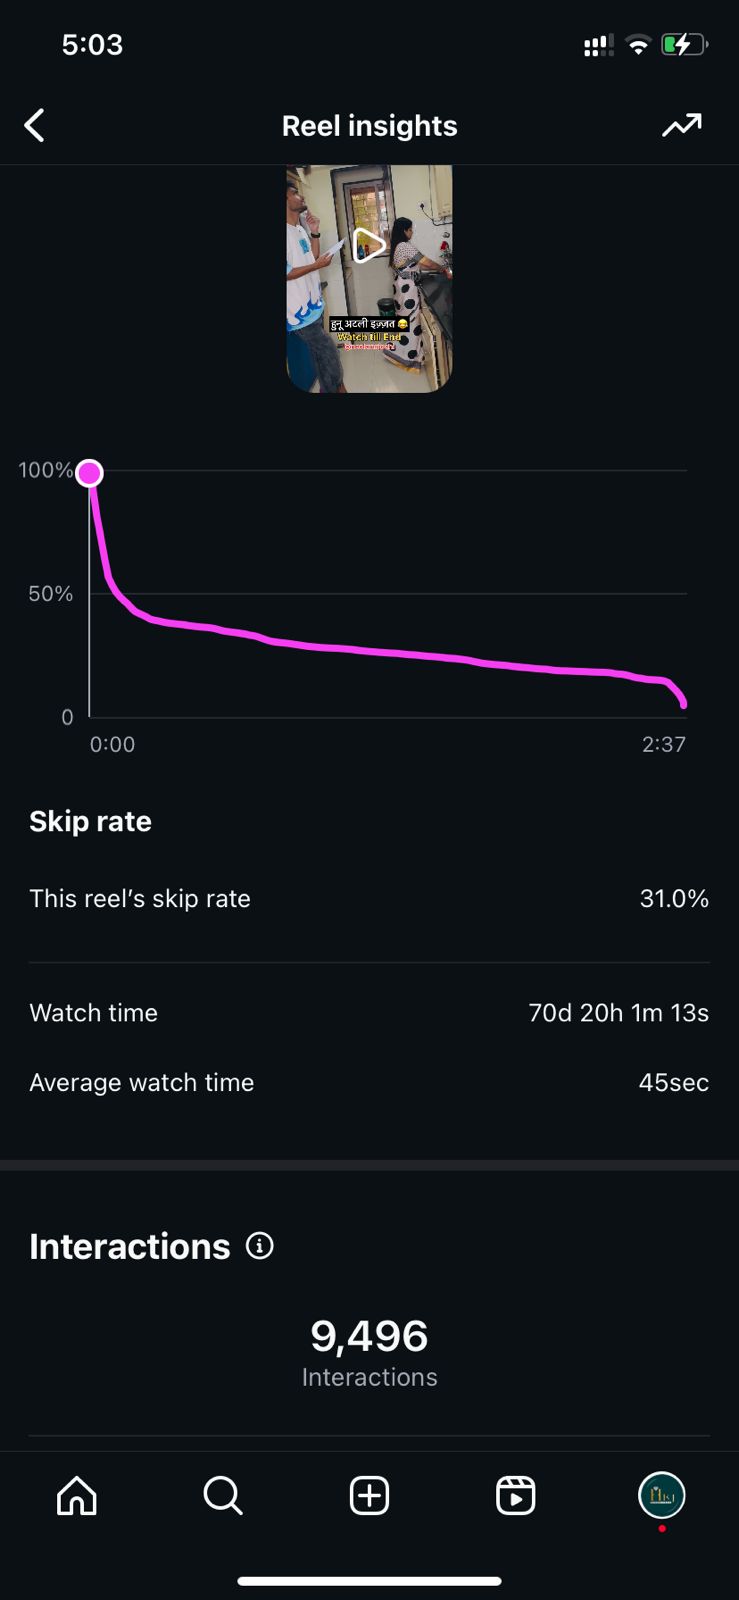 5:03
Reel insights
हुनू अटली इज़्ज़त 😂
Watch till End
100%
50%
0
0:00 2:37
Skip rate
This reel's skip rate 31.0%
Watch time 70d 20h 1m 13s
Average watch time 45sec
Interactions
9,496
Interactions